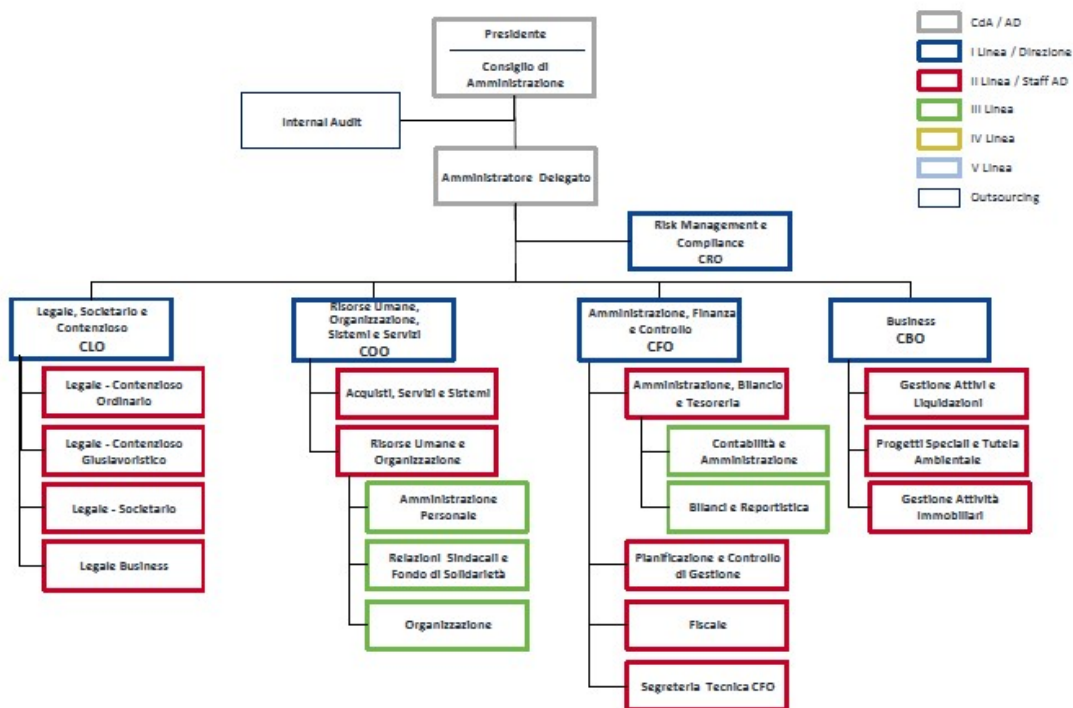 Presidente
Consiglio di
Amministrazione
Internal Audit
Amministratore Delegato
Risk Management e
Compliance
CRO
CdA / AD
I Linea / Direzione
II Linea / Staff AD
III Linea
IV Linea
V Linea
Outsourcing
Legale, Societario e
Contenzioso
CLO
Legale - Contenzioso
Ordinario
Legale - Contenzioso
Giuslavoristico
Legale - Societario
Legale Business
Risorse Umane,
Organizzazione,
Sistemi e Servizi
COO
Acquisti, Servizi e Sistemi
Risorse Umane e
Organizzazione
Amministrazione
Personale
Relazioni Sindacali e
Fondo di Solidarietà
Organizzazione
Amministrazione, Finanza
e Controllo
CFO
Amministrazione, Bilancio
e Tesoreria
Contabilità e
Amministrazione
Bilanci e Reportistica
Pianificazione e Controllo
di Gestione
Fiscale
Segreteria Tecnica CFO
Business
CBO
Gestione Attivi e
Liquidazioni
Progetti Speciali e Tutela
Ambientale
Gestione Attività
Immobiliari